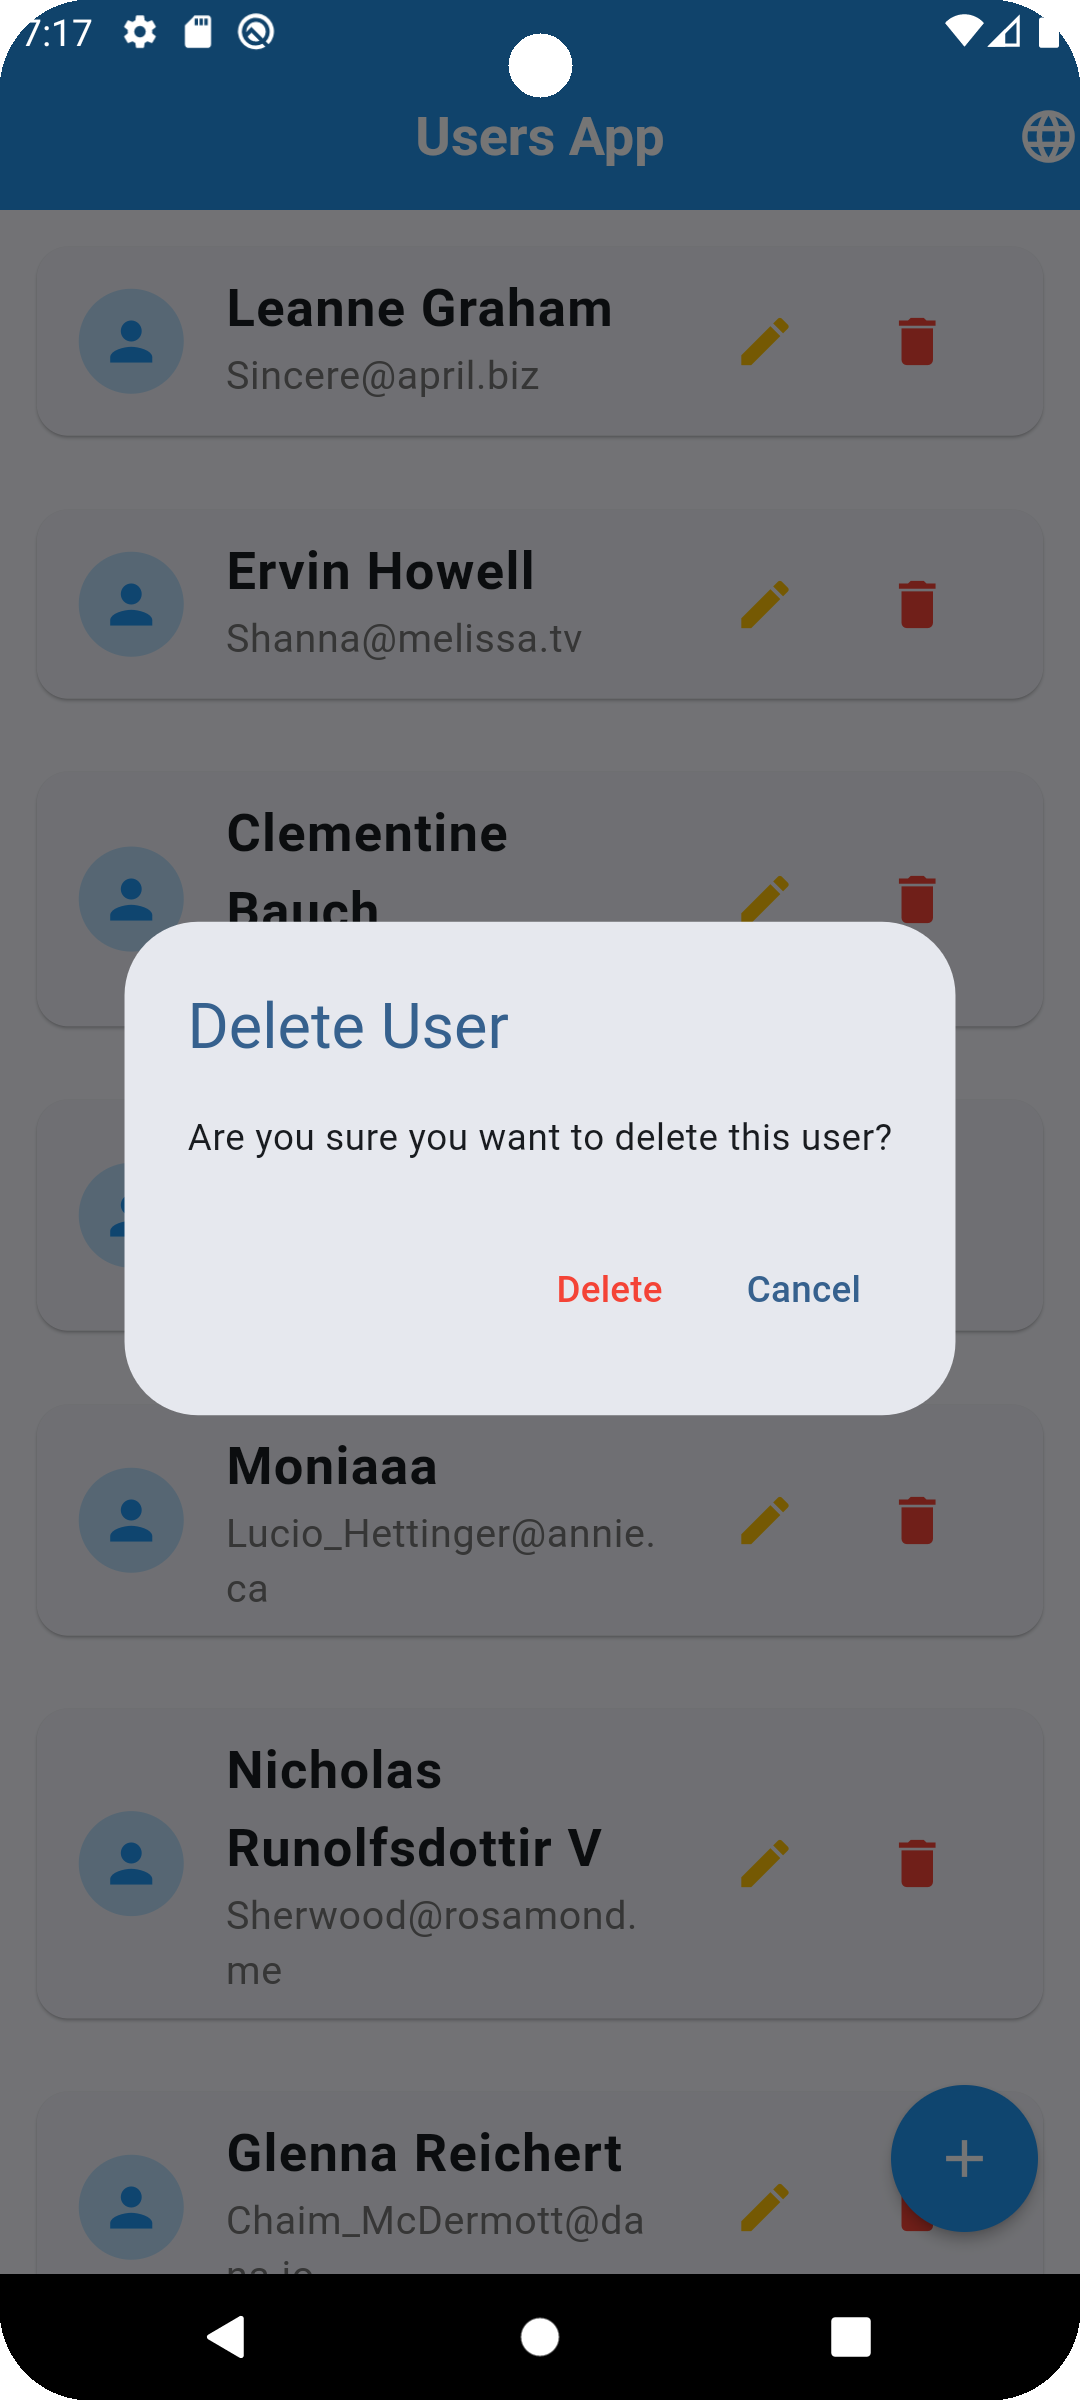 7:17
Users App
Leanne Graham
Sincere@april.biz
Ervin Howell
Shanna@melissa.tv
Clementine
Bauch
Delete User
Are you sure you want to delete this user?
Delete
Cancel
Moniaaa
Lucio_Hettinger@annie.
ca
Nicholas
Runolfsdottir V
Sherwood@rosamond.
me
Glenna Reichert
Chaim_McDermott@da